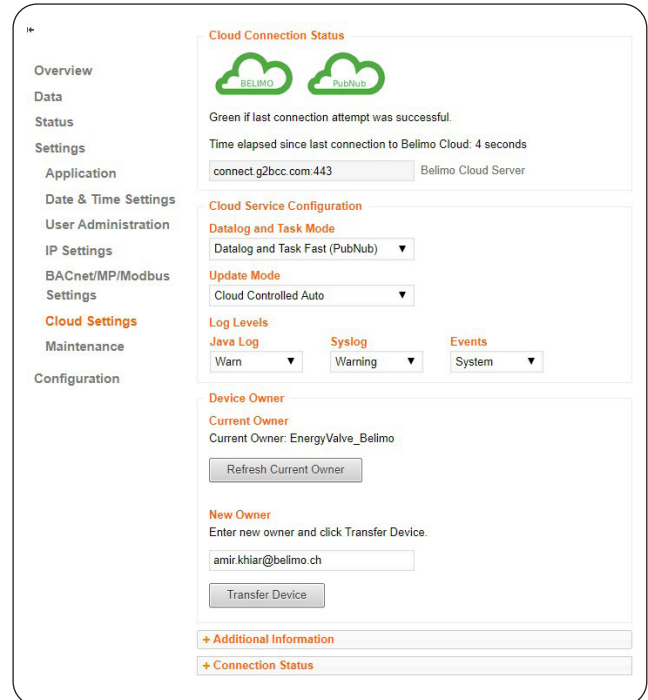 Overview
Data
Status
Settings
Application
Date & Time Settings
User Administration
IP Settings
BACnet/MP/Modbus
Settings
Cloud Settings
Maintenance
Configuration
Cloud Connection Status
BELIMO PubNub
Green if last connection attempt was successful.
Time elapsed since last connection to Belimo Cloud: 4 seconds
connect.g2bcc.com:443 Belimo Cloud Server
Cloud Service Configuration
Datalog and Task Mode
Datalog and Task Fast (PubNub)
Update Mode
Cloud Controlled Auto
Log Levels
Java Log Syslog Events
Warn Warning System
Device Owner
Current Owner
Current Owner: EnergyValve_Belimo
Refresh Current Owner
New Owner
Enter new owner and click Transfer Device.
amir.khiar@belimo.ch
Transfer Device
+ Additional Information
+ Connection Status